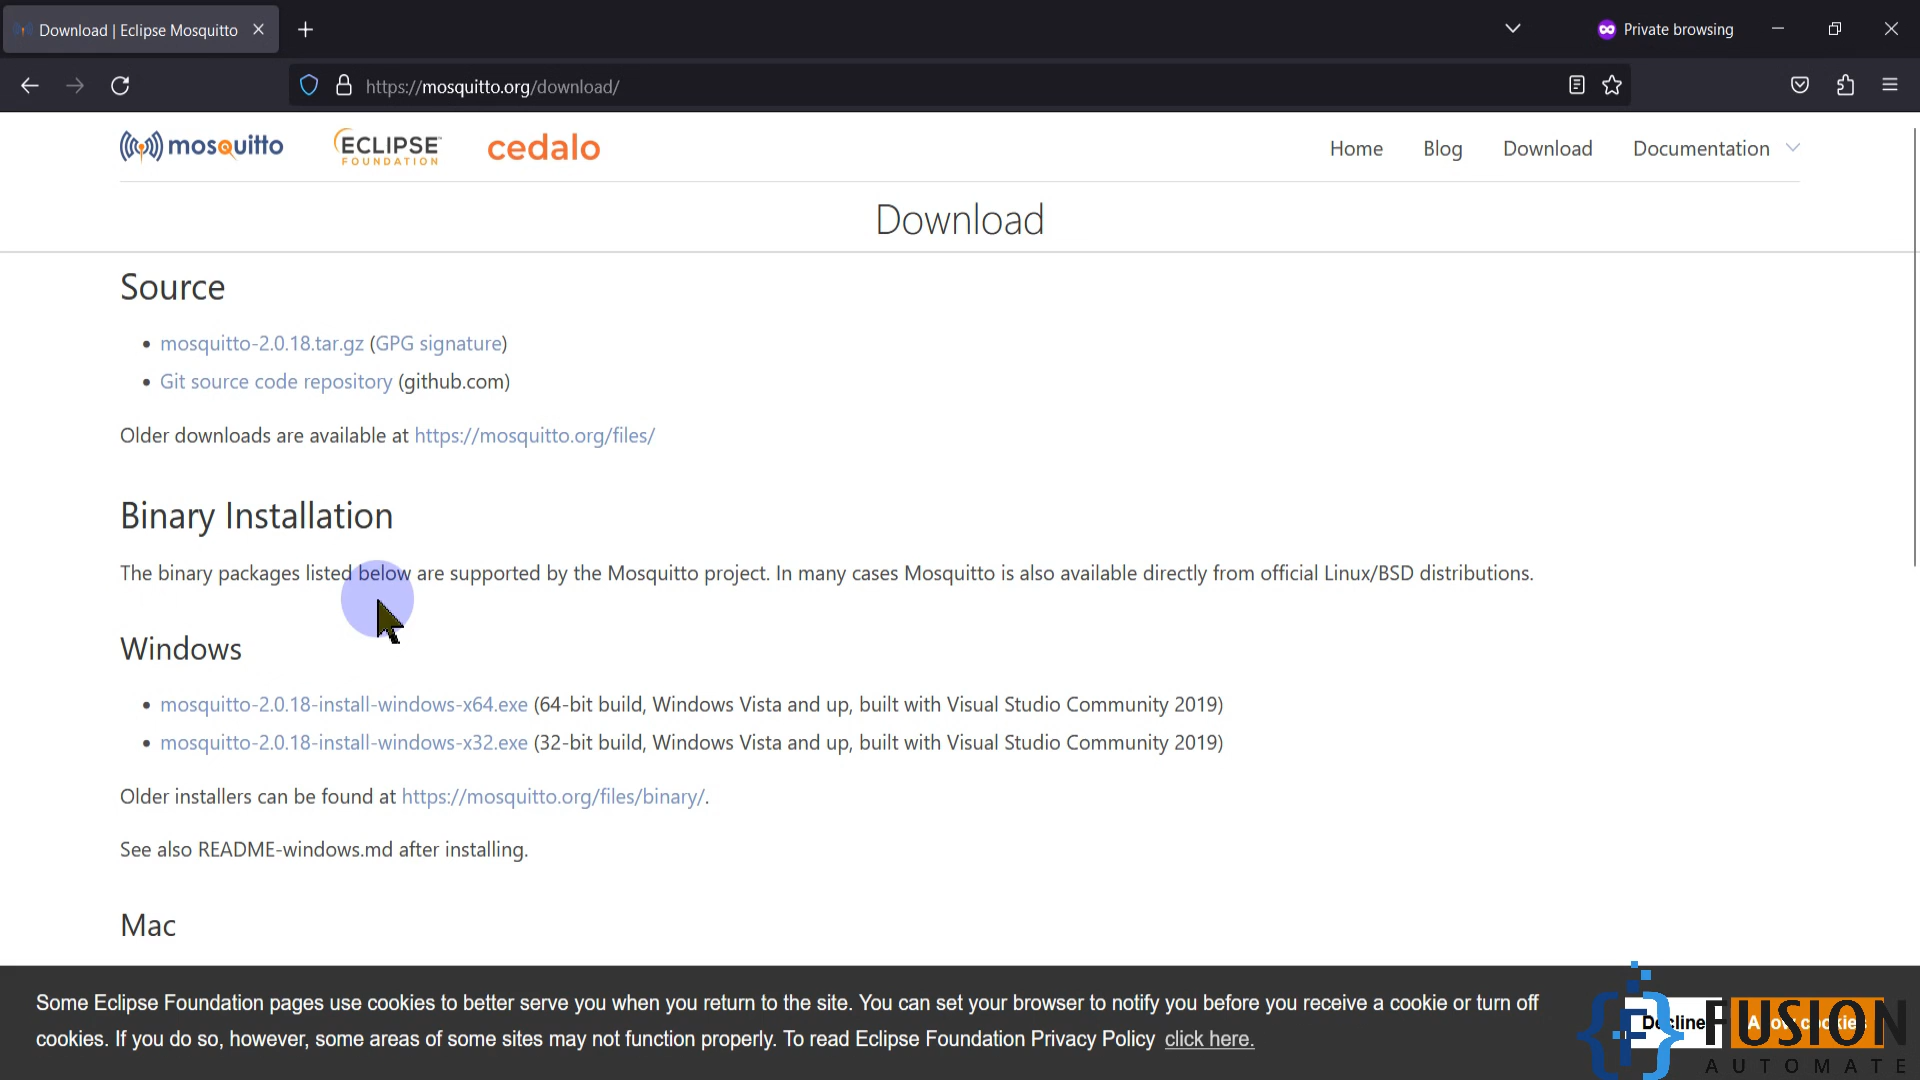 Download | Eclipse Mosquitto
Private browsing
https://mosquitto.org/download/
mosquitto
ECLIPSE
FOUNDATION
cedalo
Home
Blog
Download
Documentation
Download
Source
• mosquitto-2.0.18.tar.gz (GPG signature)
• Git source code repository (github.com)
Older downloads are available at https://mosquitto.org/files/
Binary Installation
The binary packages listed below are supported by the Mosquitto project. In many cases Mosquitto is also available directly from official Linux/BSD distributions.
Windows
• mosquitto-2.0.18-install-windows-x64.exe (64-bit build, Windows Vista and up, built with Visual Studio Community 2019)
• mosquitto-2.0.18-install-windows-x32.exe (32-bit build, Windows Vista and up, built with Visual Studio Community 2019)
Older installers can be found at https://mosquitto.org/files/binary/.
See also README-windows.md after installing.
Mac
Some Eclipse Foundation pages use cookies to better serve you when you return to the site. You can set your browser to notify you before you receive a cookie or turn off
cookies. If you do so, however, some areas of some sites may not function properly. To read Eclipse Foundation Privacy Policy click here.
Decline
Allow cookies
FUSION
AUTOMATE